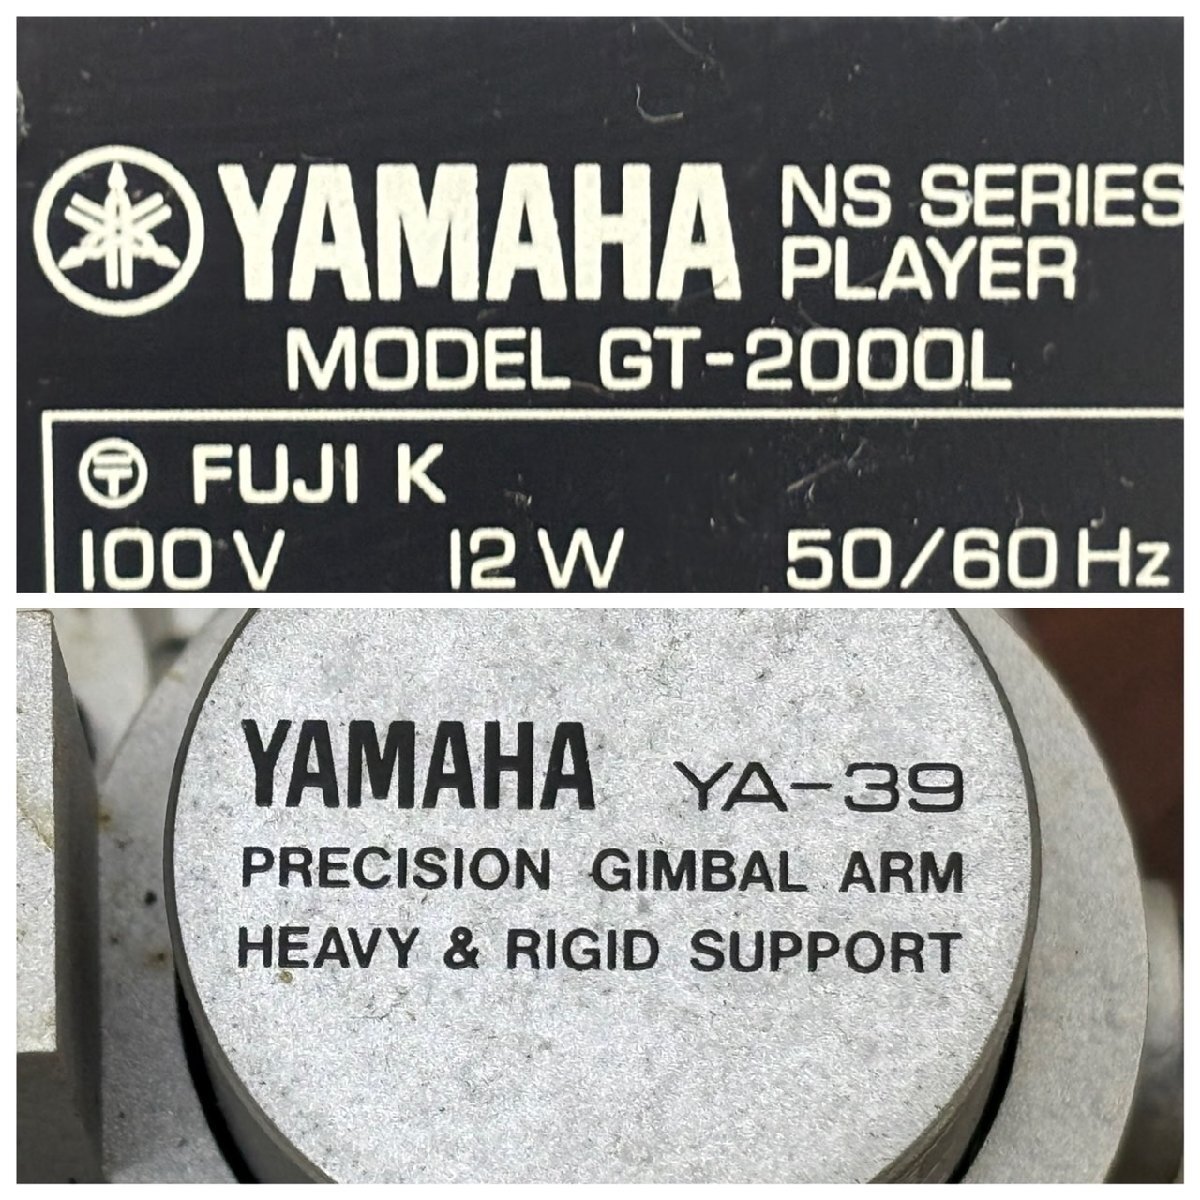 YAMAHA NS SERIES
PLAYER
MODEL GT-2000L
〶 FUJI K
100V 12W 50/60Hz
YAMAHA YA-39
PRECISION GIMBAL ARM
HEAVY & RIGID SUPPORT